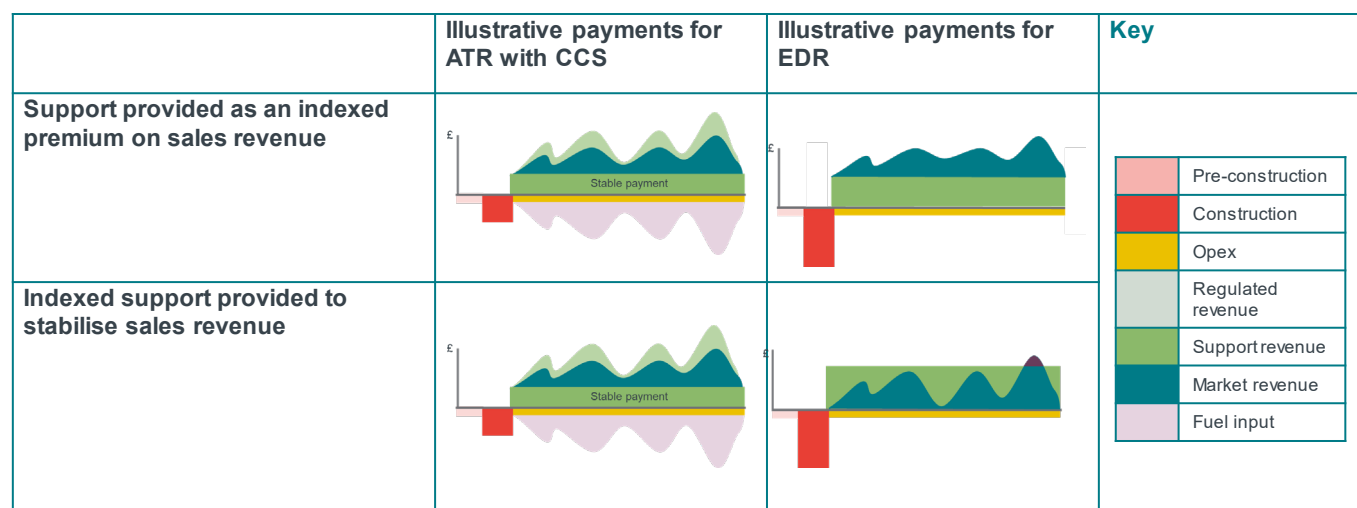 Illustrative payments for
ATR with CCS
Illustrative payments for
EDR
Key
Support provided as an indexed
premium on sales revenue
£
Stable payment
£
Pre-construction
Construction
Opex
Regulated
revenue
Support revenue
Market revenue
Fuel input
Indexed support provided to
stabilise sales revenue
£
Stable payment
£